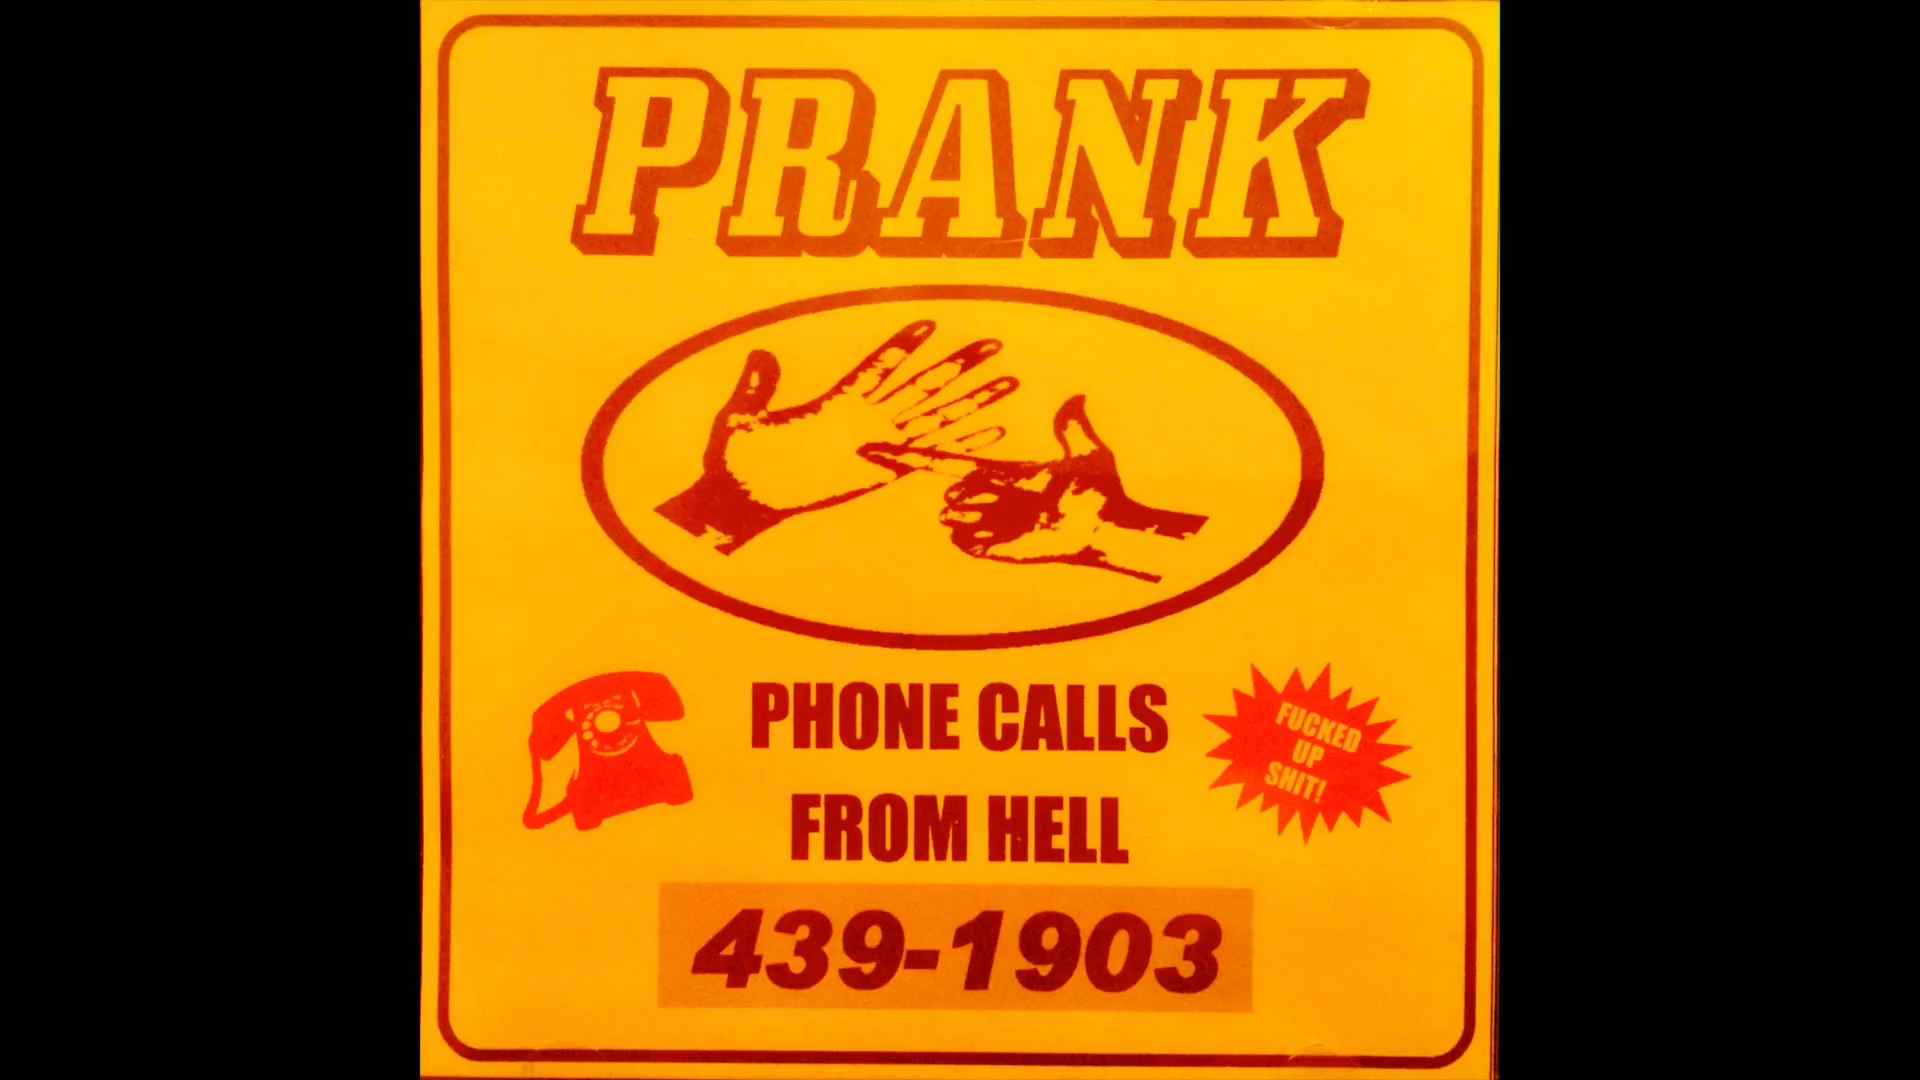 PRANK
PHONE CALLS
FROM HELL
FUCKED
UP
SHIT!
439-1903